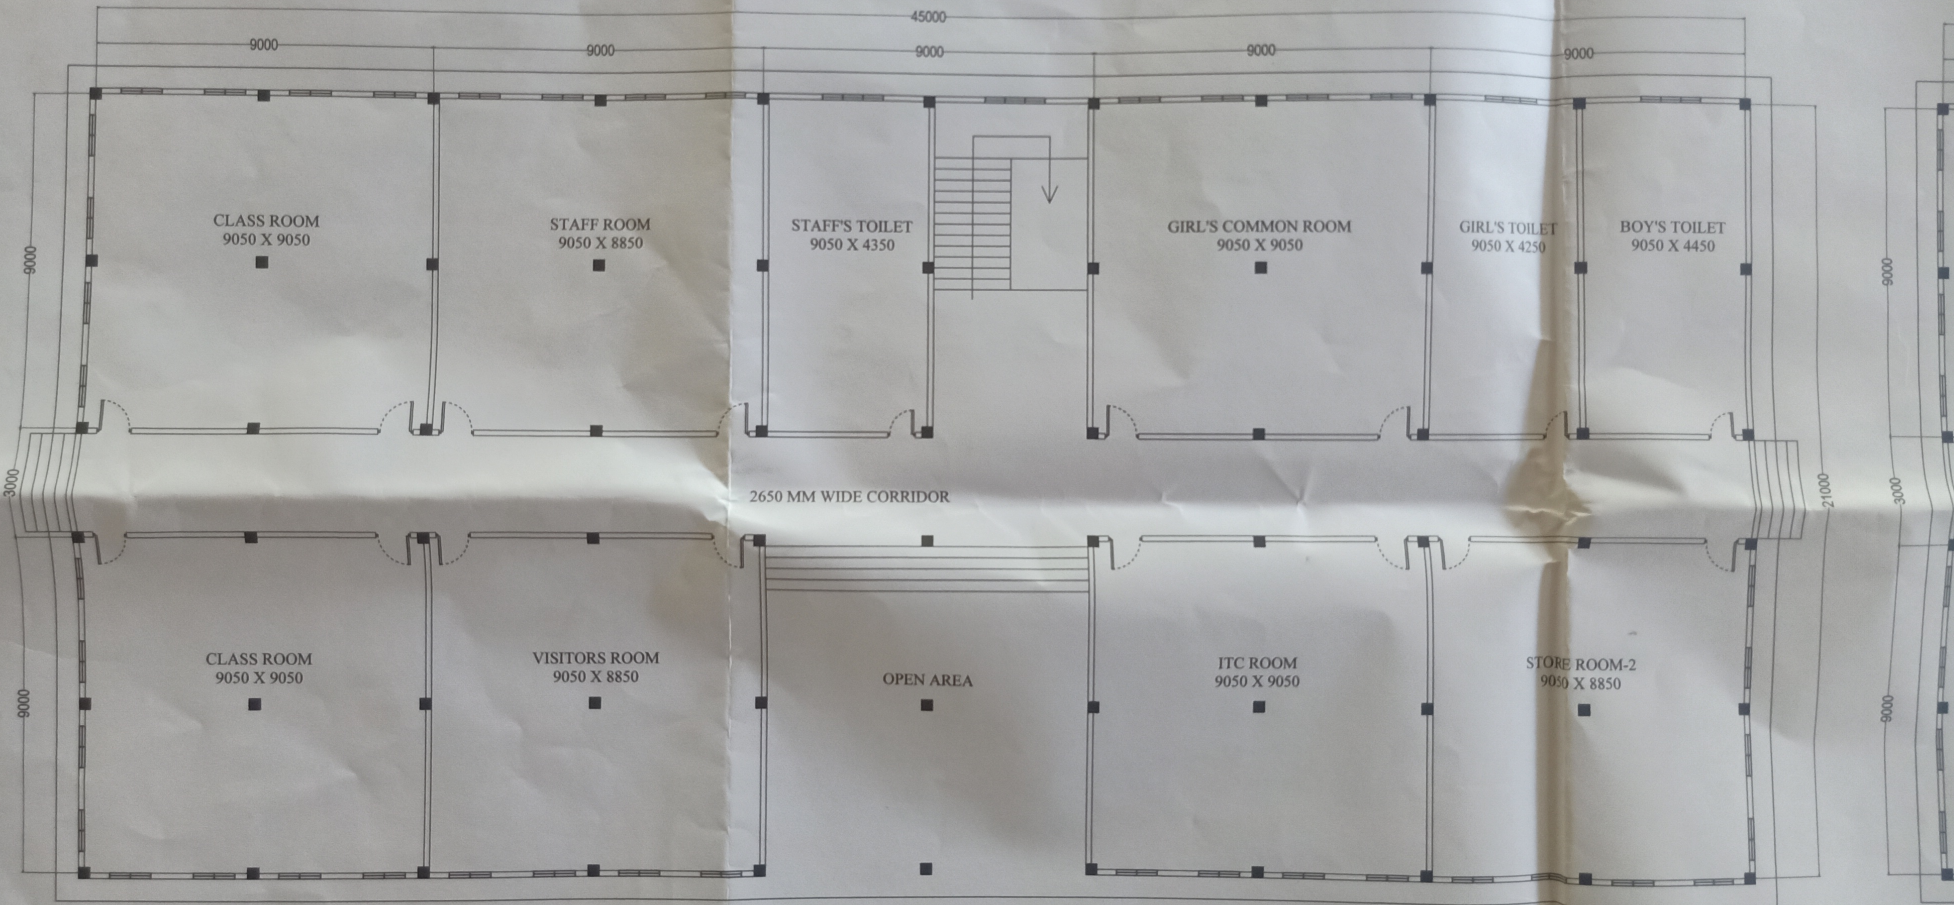 45000
9000
9000
9000
9000
9000
CLASS ROOM
9050 X 9050
STAFF ROOM
9050 X 8850
STAFF'S TOILET
9050 X 4350
GIRL'S COMMON ROOM
9050 X 9050
GIRL'S TOILET
9050 X 4250
BOY'S TOILET
9050 X 4450
9000
9000
3000
2650 MM WIDE CORRIDOR
21000
3000
CLASS ROOM
9050 X 9050
VISITORS ROOM
9050 X 8850
OPEN AREA
ITC ROOM
9050 X 9050
STORE ROOM-2
9050 X 8850
9000
9000